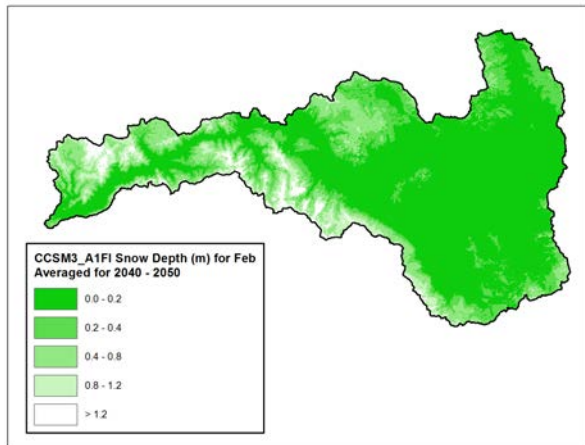 CCSM3_A1FI Snow Depth (m) for Feb
Averaged for 2040 - 2050
0.0 - 0.2
0.2 - 0.4
0.4 - 0.8
0.8 - 1.2
> 1.2